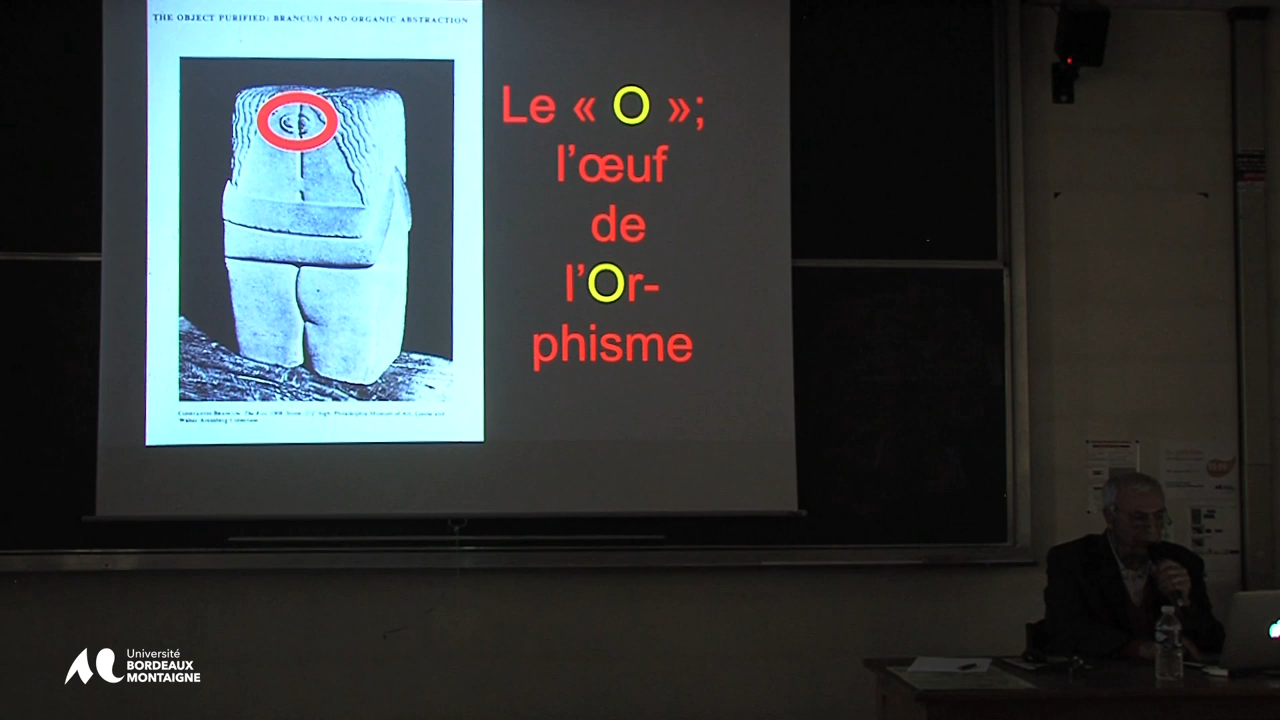 THE OBJECT PURIFIED: BRANCUSI AND ORGANIC ABSTRACTION
Le « O »;
l'œuf
de
l'Or-
phisme
Université
BORDEAUX
MONTAIGNE